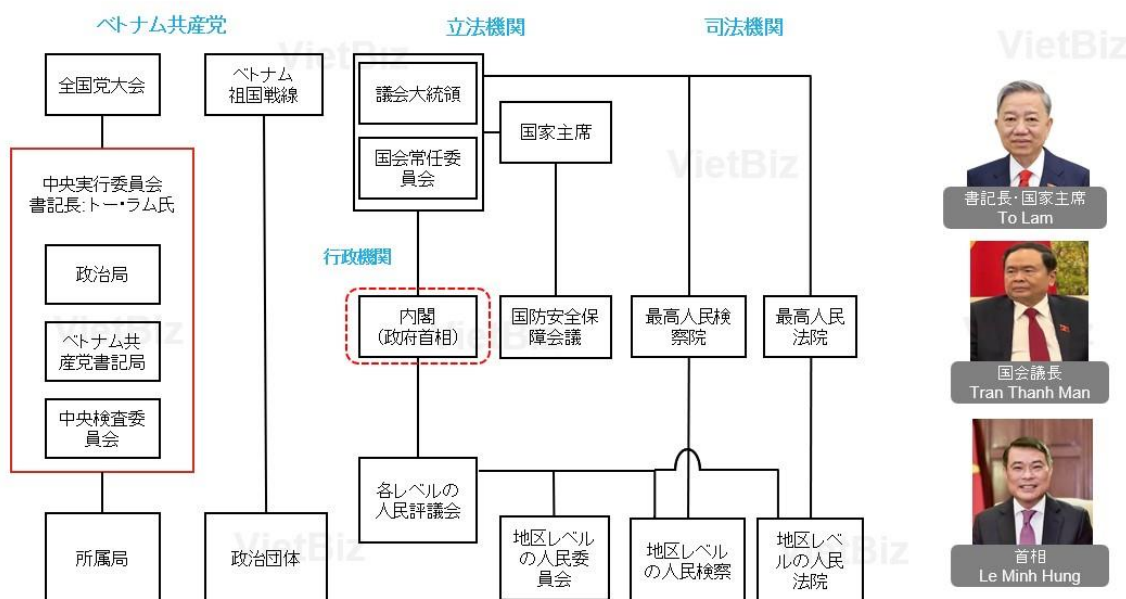 ベトナム共産党
立法機関
司法機関
VietBiz
VietBiz
全国党大会
ベトナム
祖国戦線
議会大統領
国家主席
国会常任委
員会
VietBiz
中央実行委員会
書記長:トー・ラム氏
書記長・国家主席
To Lam
行政機関
政治局
内閣
(政府首相)
国防安全保
障会議
最高人民検
察院
最高人民
法院
VietBiz
ベトナム共
産党書記局
国会議長
Tran Thanh Man
中央検査委
員会
各レベルの
人民評議会
所属局
政治団体
VietBiz
地区レベル
の人民委
員会
地区レベル
の人民検察
地区レベ
ルの人民
法院
首相
Le Minh Hung